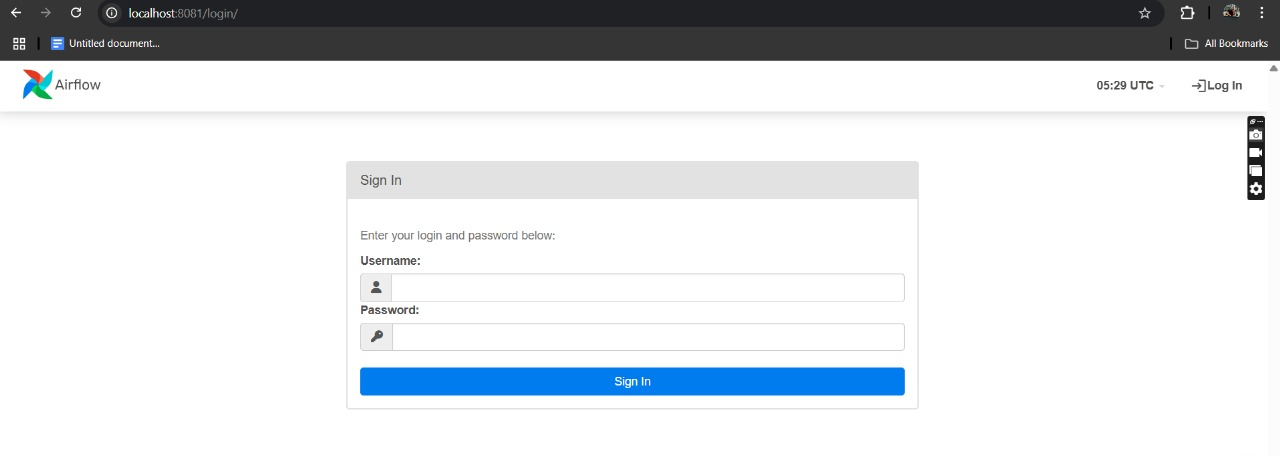 localhost:8081/login/
Untitled document...
All Bookmarks
Airflow
05:29 UTC
Log In
Sign In
Enter your login and password below:
Username:
Password:
Sign In